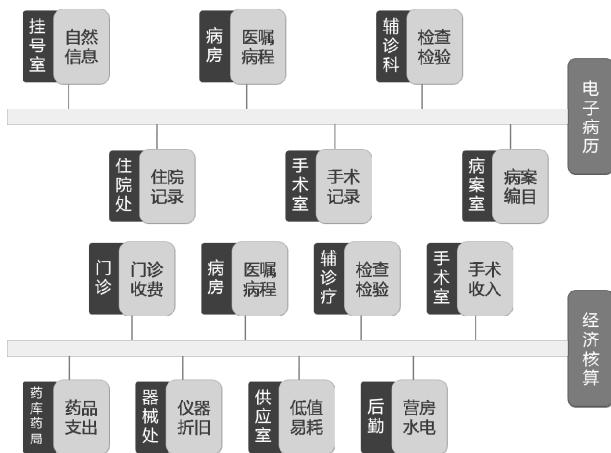 挂号室
自然
信息
病房
医嘱
病程
辅诊科
检查
检验
电子病历
住院处
住院
记录
手术室
手术
记录
病案室
病案
编目
门诊
门诊
收费
病房
医嘱
病程
辅诊疗
检查
检验
手术室
手术
收入
经济核算
药库药局
药品
支出
器械处
仪器
折旧
供应室
低值
易耗
后勤
营房
水电